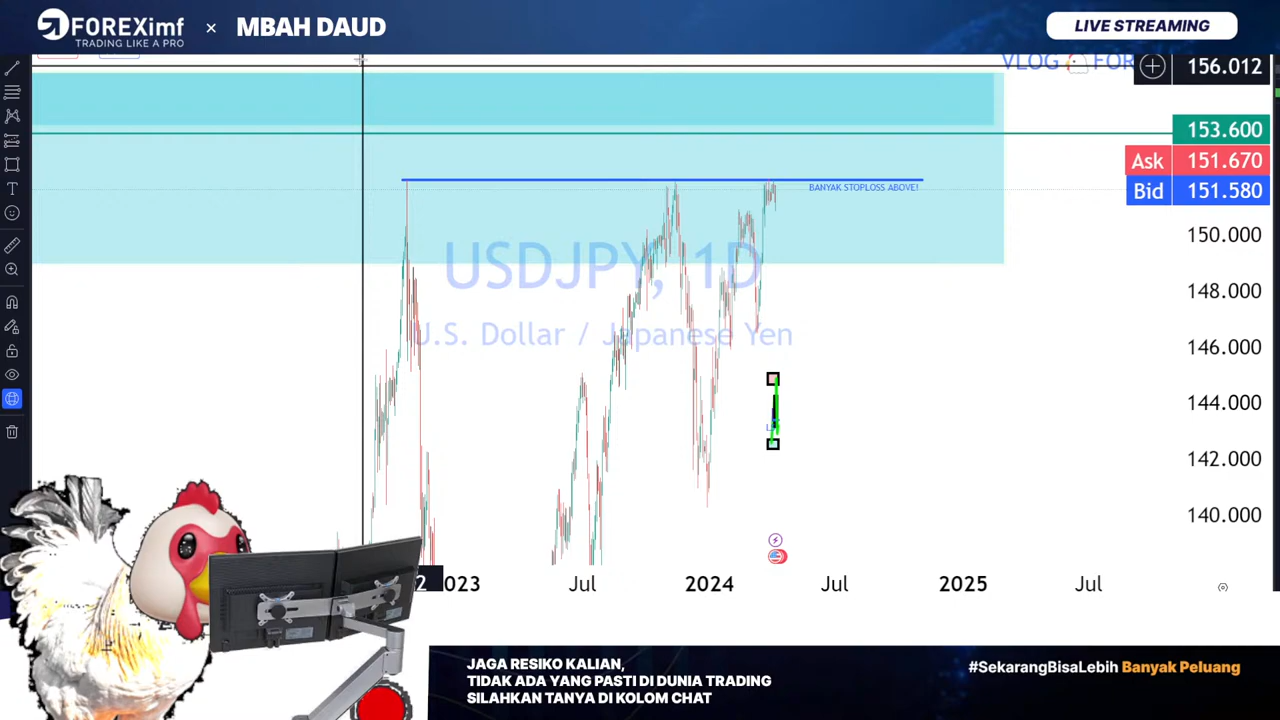 FOREXimf
TRADING LIKE A PRO
×
MBAH DAUD
LIVE STREAMING
VLOG FOR
156.012
153.600
Ask 151.670
BANYAK STOPLOSS ABOVE!
Bid 151.580
150.000
USDJPY, 1D
148.000
U.S. Dollar / Japanese Yen
146.000
144.000
142.000
140.000
2023 Jul 2024 Jul 2025 Jul
JAGA RESIKO KALIAN,
TIDAK ADA YANG PASTI DI DUNIA TRADING
SILAHKAN TANYA DI KOLOM CHAT
#SekarangBisaLebih Banyak Peluang